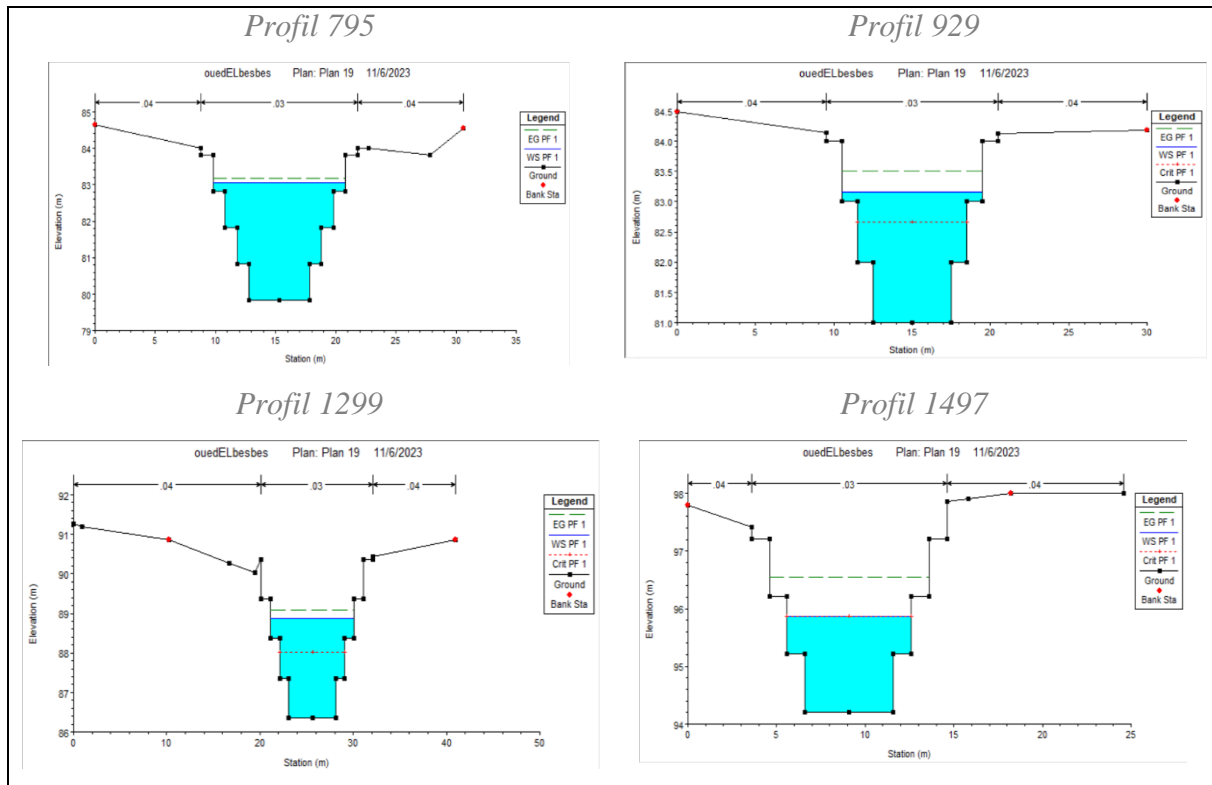 Profil 795
ouedELbesbes Plan: Plan 19 11/6/2023
.04 .03 .04
Legend
EG PF 1
WS PF 1
Ground
Bank Sta
85
84
83
82
81
80
79
Elevation (m)
0 5 10 15 20 25 30 35
Station (m)
Profil 929
ouedELbesbes Plan: Plan 19 11/6/2023
.04 .03 .04
Legend
EG PF 1
WS PF 1
Crit PF 1
Ground
Bank Sta
84.5
84.0
83.5
83.0
82.5
82.0
81.5
81.0
Elevation (m)
0 5 10 15 20 25 30
Station (m)
Profil 1299
ouedELbesbes Plan: Plan 19 11/6/2023
.04 .03 .04
Legend
EG PF 1
WS PF 1
Crit PF 1
Ground
Bank Sta
92
91
90
89
88
87
86
Elevation (m)
0 10 20 30 40 50
Station (m)
Profil 1497
ouedELbesbes Plan: Plan 19 11/6/2023
.04 .03 .04
Legend
EG PF 1
WS PF 1
Crit PF 1
Ground
Bank Sta
98
97
96
95
94
Elevation (m)
0 5 10 15 20 25
Station (m)